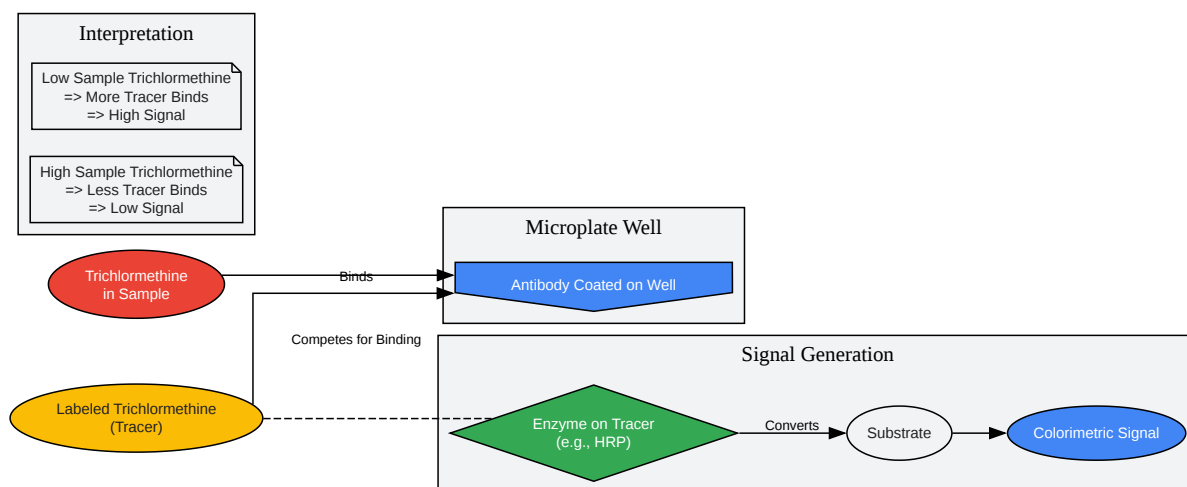 Interpretation
Low Sample Trichlormethine
=> More Tracer Binds
=> High Signal
High Sample Trichlormethine
=> Less Tracer Binds
=> Low Signal
Microplate Well
Trichlormethine
in Sample
Binds
Antibody Coated on Well
Competes for Binding
Signal Generation
Labeled Trichlormethine
(Tracer)
Enzyme on Tracer
(e.g., HRP)
Converts
Substrate
Colorimetric Signal